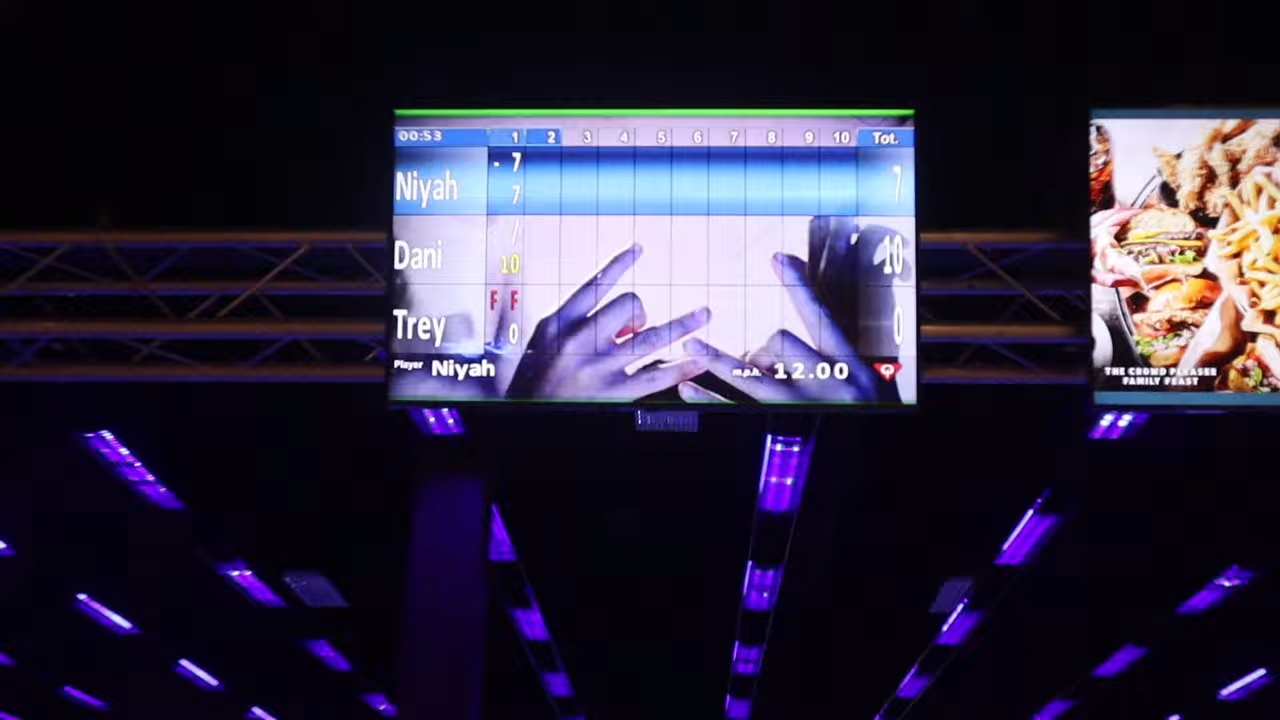 00:53 1 2 3 4 5 6 7 8 9 10 Tot.
- 7
Niyah 7 7
/
Dani 10 10
F F
Trey 0 0
Player Niyah m.p.h. 12.00
THE CROWD PLEASER
FAMILY FEAST